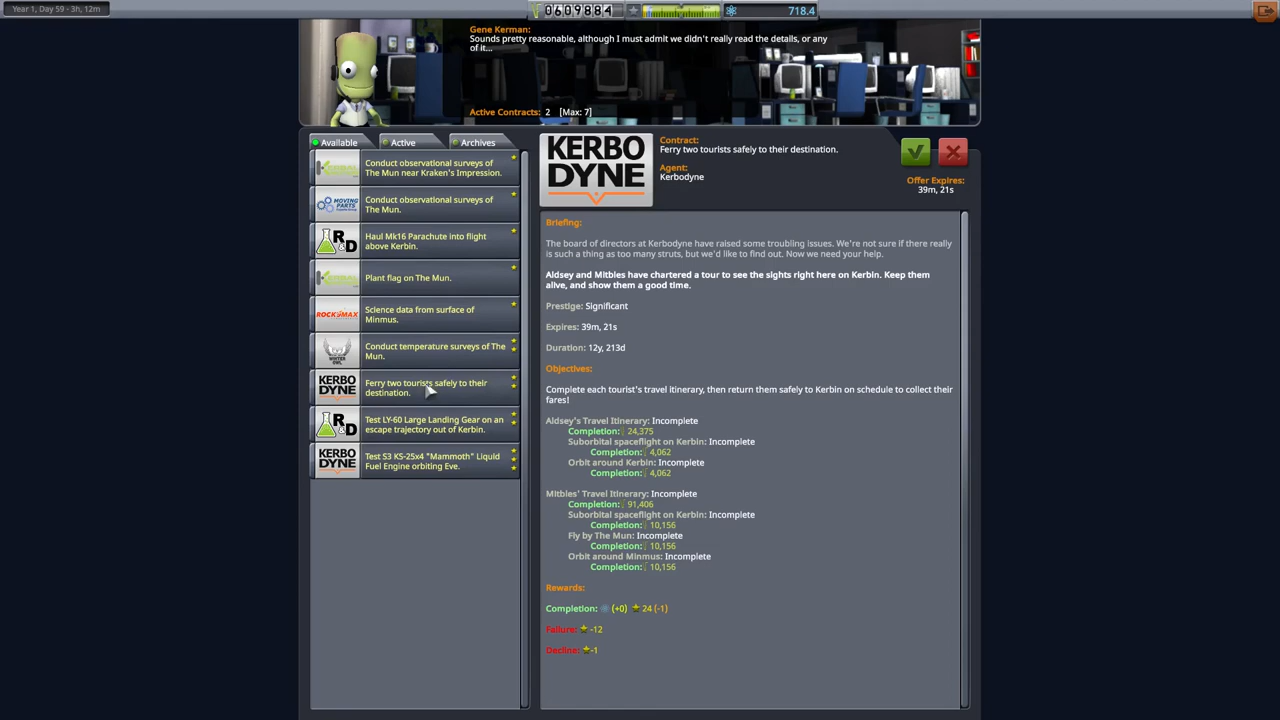 Year 1, Day 59 - 3h, 12m
0609884
718.4
Gene Kerman:
Sounds pretty reasonable, although I must admit we didn't really read the details, or any
of it...
Active Contracts: 2 [Max: 7]
Available
Active
Archives
Conduct observational surveys of
The Mun near Kraken's Impression.
MOVING
PARTS
Conduct observational surveys of
The Mun.
R&D
Haul Mk16 Parachute into flight
above Kerbin.
Plant flag on The Mun.
ROCKOMAX
Science data from surface of
Minmus.
WINTER
OWL
Conduct temperature surveys of The
Mun.
KERBO
DYNE
Ferry two tourists safely to their
destination.
R&D
Test LY-60 Large Landing Gear on an
escape trajectory out of Kerbin.
KERBO
DYNE
Test S3 KS-25x4 "Mammoth" Liquid
Fuel Engine orbiting Eve.
KERBO
DYNE
Contract:
Ferry two tourists safely to their destination.
Agent:
Kerbodyne
Offer Expires:
39m, 21s
Briefing:
The board of directors at Kerbodyne have raised some troubling issues. We're not sure if there really
is such a thing as too many struts, but we'd like to find out. Now we need your help.
Aldsey and Mitbles have chartered a tour to see the sights right here on Kerbin. Keep them
alive, and show them a good time.
Prestige: Significant
Expires: 39m, 21s
Duration: 12y, 213d
Objectives:
Complete each tourist's travel itinerary, then return them safely to Kerbin on schedule to collect their
fares!
Aldsey's Travel Itinerary: Incomplete
Completion: 24,375
Suborbital spaceflight on Kerbin: Incomplete
Completion: 4,062
Orbit around Kerbin: Incomplete
Completion: 4,062
Mitbles' Travel Itinerary: Incomplete
Completion: 91,406
Suborbital spaceflight on Kerbin: Incomplete
Completion: 10,156
Fly by The Mun: Incomplete
Completion: 10,156
Orbit around Minmus: Incomplete
Completion: 10,156
Rewards:
Completion: (+0) 24 (-1)
Failure: -12
Decline: -1